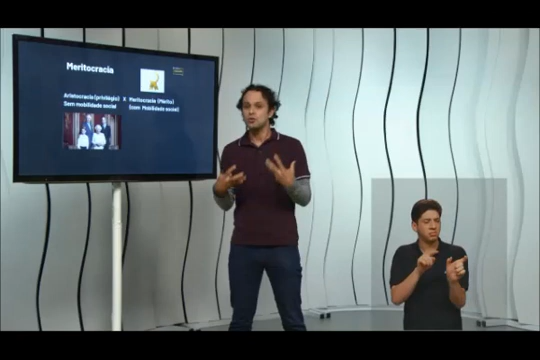 Meritocracia
Aristocracia (privilégio) X Meritocracia (Mérito)
Sem mobilidade social (com Mobilidade social)